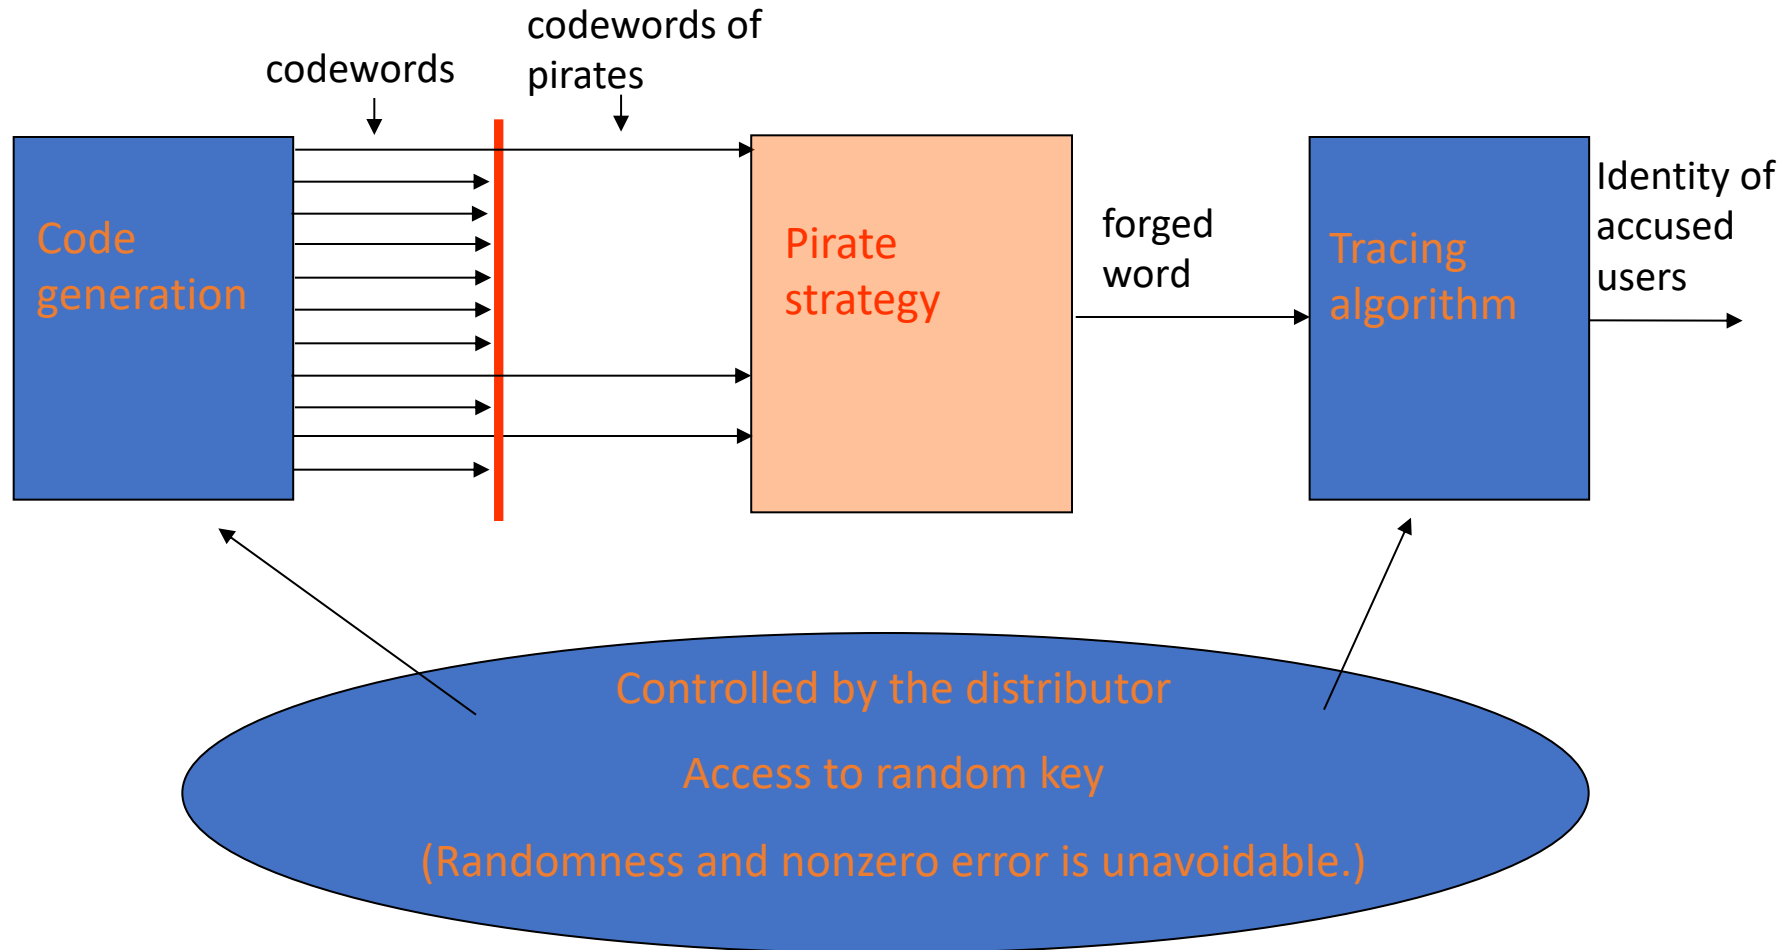 codewords
codewords of
pirates
Code
generation
Pirate
strategy
forged
word
Tracing
algorithm
Identity of
accused
users
Controlled by the distributor
Access to random key
(Randomness and nonzero error is unavoidable.)